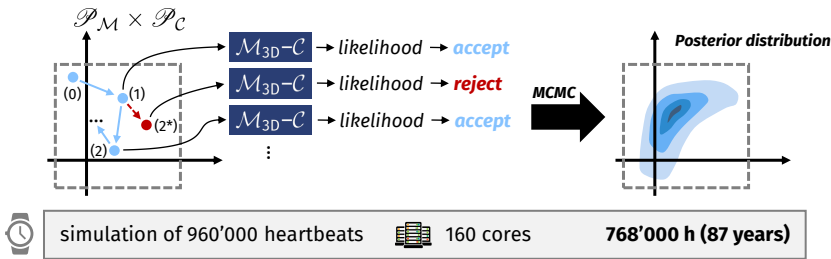 𝒫_ℳ × 𝒫_𝒞
ℳ_3D–𝒞 likelihood accept
Posterior distribution
(0) (1)
ℳ_3D–𝒞 likelihood reject
MCMC
... (2*)
(2)
ℳ_3D–𝒞 likelihood accept
⋮
simulation of 960'000 heartbeats 160 cores 768'000 h (87 years)